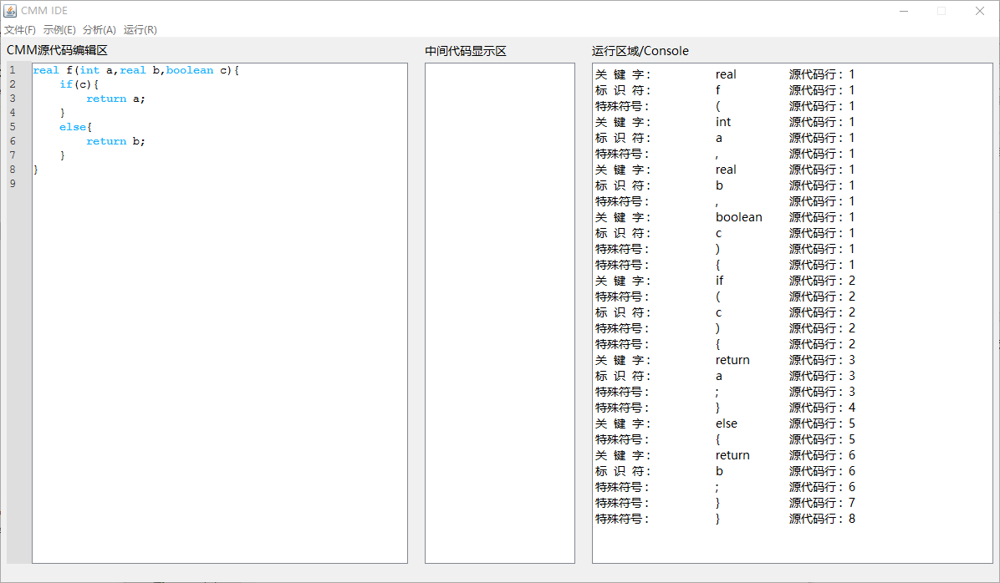 CMM IDE
文件(F) 示例(E) 分析(A) 运行(R)
CMM源代码编辑区
1 real f(int a,real b,boolean c){
2 if(c){
3 return a;
4 }
5 else{
6 return b;
7 }
8 }
9
中间代码显示区
运行区域/Console
关 键 字: real 源代码行: 1
标 识 符: f 源代码行: 1
特殊符号: ( 源代码行: 1
关 键 字: int 源代码行: 1
标 识 符: a 源代码行: 1
特殊符号: , 源代码行: 1
关 键 字: real 源代码行: 1
标 识 符: b 源代码行: 1
特殊符号: , 源代码行: 1
关 键 字: boolean 源代码行: 1
标 识 符: c 源代码行: 1
特殊符号: ) 源代码行: 1
特殊符号: { 源代码行: 1
关 键 字: if 源代码行: 2
特殊符号: ( 源代码行: 2
标 识 符: c 源代码行: 2
特殊符号: ) 源代码行: 2
特殊符号: { 源代码行: 2
关 键 字: return 源代码行: 3
标 识 符: a 源代码行: 3
特殊符号: ; 源代码行: 3
特殊符号: } 源代码行: 4
关 键 字: else 源代码行: 5
特殊符号: { 源代码行: 5
关 键 字: return 源代码行: 6
标 识 符: b 源代码行: 6
特殊符号: ; 源代码行: 6
特殊符号: } 源代码行: 7
特殊符号: } 源代码行: 8